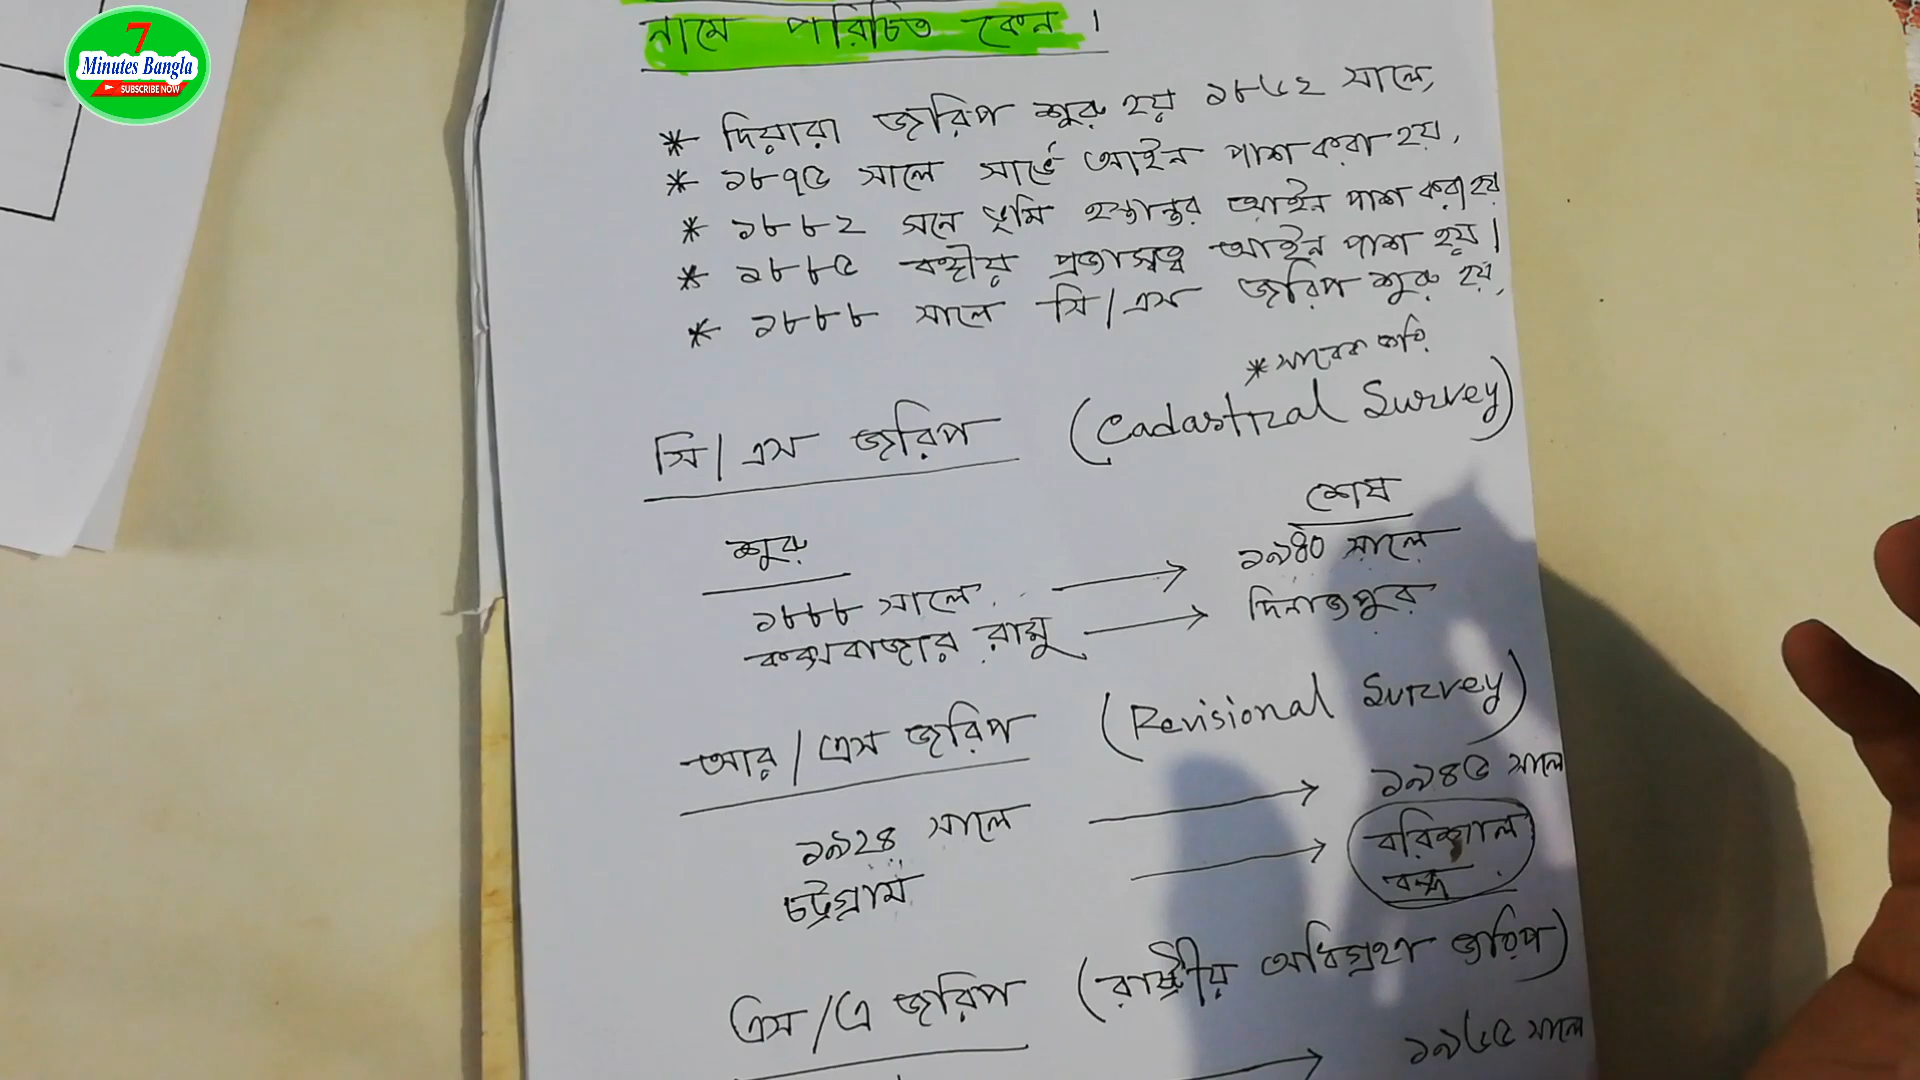 7
Minutes Bangla
SUBSCRIBE NOW
নামে পরিচিত কেন।
* দিয়ারা জরিপ শুরু হয় ১৮৬২ সালে,
* ১৮৭৫ সালে সার্ভে আইন পাশ করা হয়,
* ১৮৮২ সনে ভূমি হস্তান্তর আইন পাশ করা হয়
* ১৮৮৫ বঙ্গীয় প্রজাস্বত্ব আইন পাশ হয়।
* ১৮৮৮ সালে সি/এস জরিপ শুরু হয়,
* সাবেক
সি/এস জরিপ (Cadastral Survey)
শুরু শেষ
১৮৮৮ সালে → ১৯৪০ সালে
কক্সবাজার রামু → দিনাজপুর
আর/এস জরিপ (Revisional Survey)
১৯২৪ সালে → ১৯৪৫ সালে
চট্টগ্রাম → বরিশাল
বন্ধ
এস/এ জরিপ (রাষ্ট্রীয় অধিগ্রহণ জরিপ)
→ ১৯৬৫ সালে